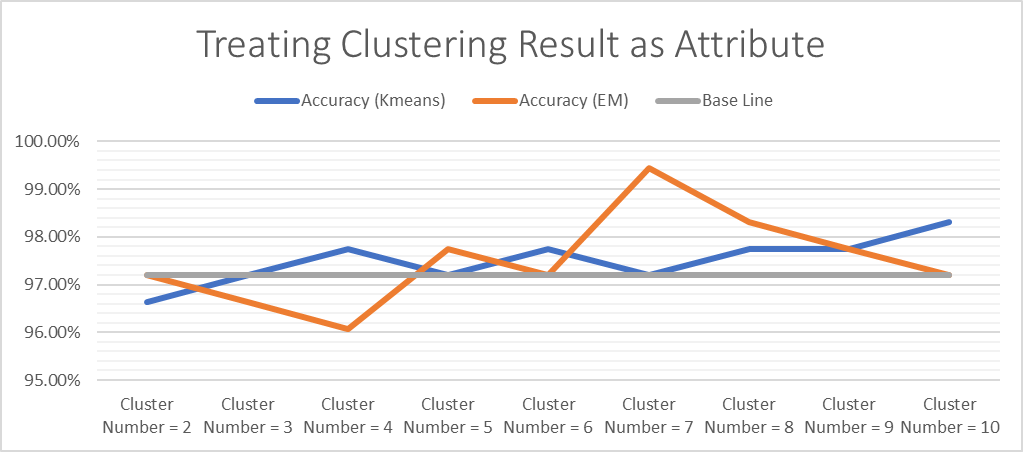 Treating Clustering Result as Attribute
Accuracy (Kmeans) Accuracy (EM) Base Line
100.00%
99.00%
98.00%
97.00%
96.00%
95.00%
Cluster Cluster Cluster Cluster Cluster Cluster Cluster Cluster Cluster
Number = 2 Number = 3 Number = 4 Number = 5 Number = 6 Number = 7 Number = 8 Number = 9 Number = 10